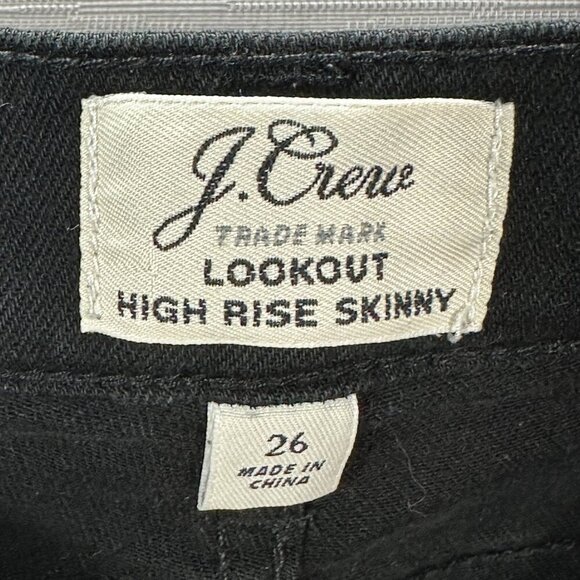 J.Crew
TRADE MARK
LOOKOUT
HIGH RISE SKINNY
26
MADE IN
CHINA